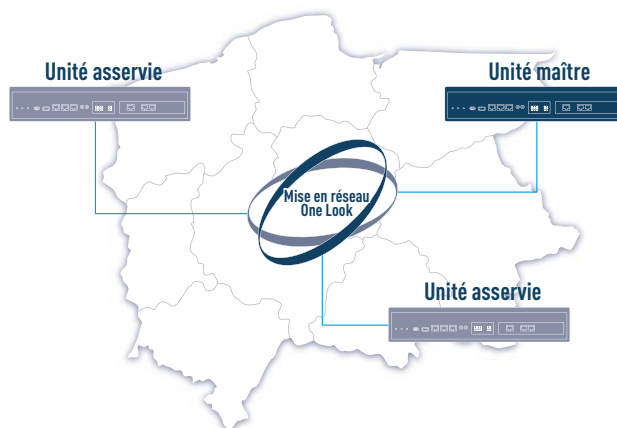 Unité asservie
Unité maître
Mise en réseau
One Look
Unité asservie